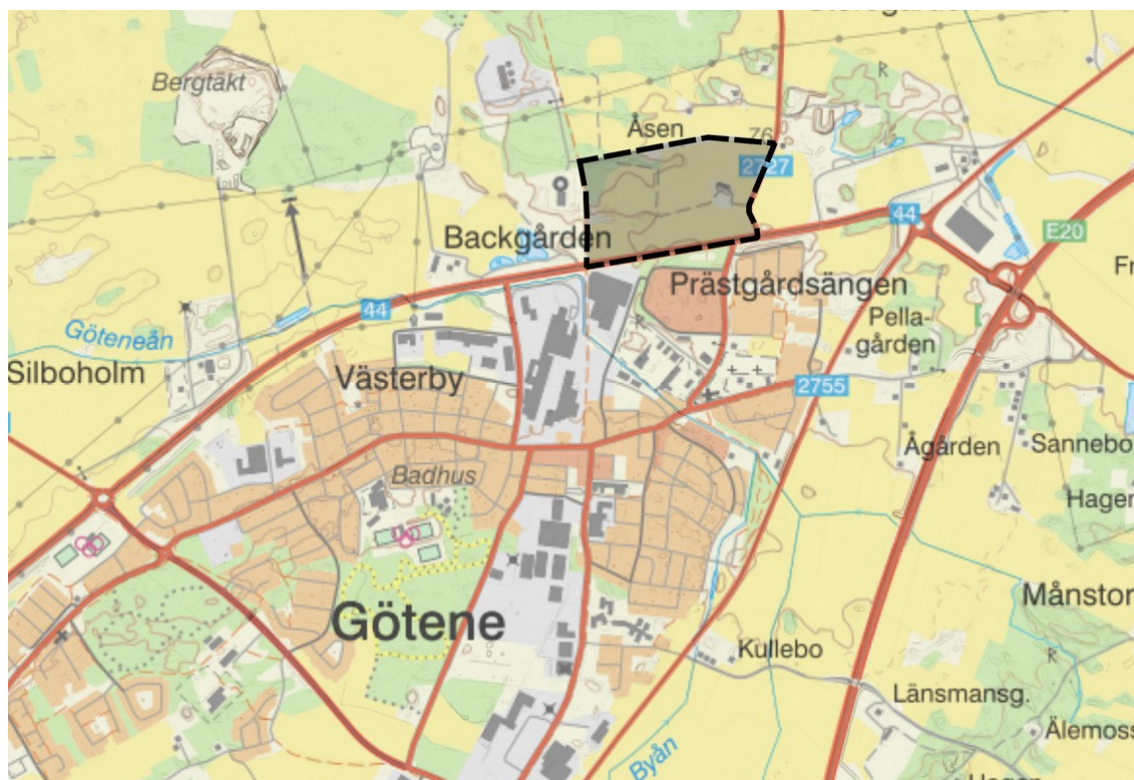 Bergtäkt
R
Åsen
76
2727
Backgården
44
E20
44
Prästgårdsängen
Göteneån
Pella-
gården
Silboholm
Västerby
2755
Ågården
Sannebo
Badhus
Hager
Götene
Månstor
Kullebo
R
Länsmansg.
Älemoss
Byån